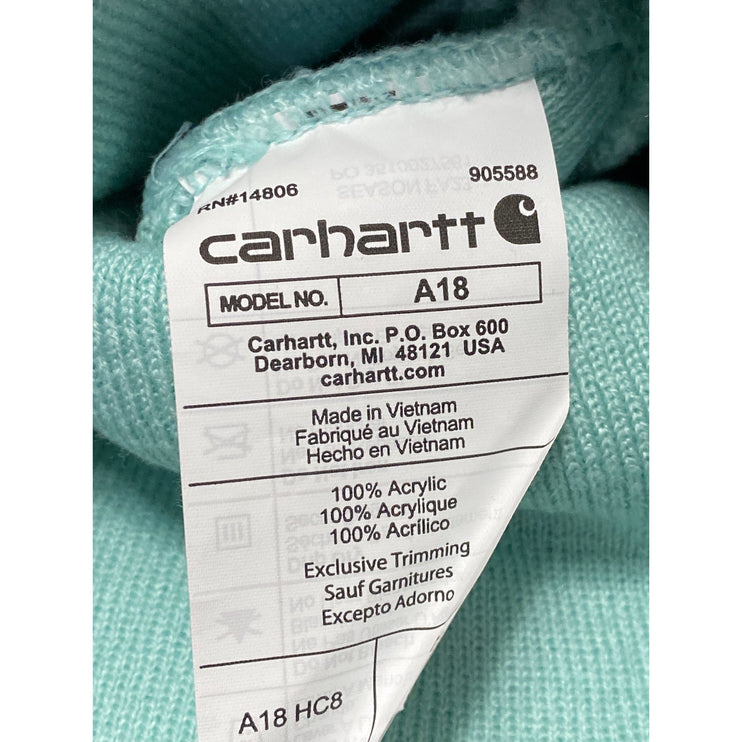 RN#14806
905588
carhartt
MODEL NO. A18
Carhartt, Inc. P.O. Box 600
Dearborn, MI 48121 USA
carhartt.com
Made in Vietnam
Fabriqué au Vietnam
Hecho en Vietnam
100% Acrylic
100% Acrylique
100% Acrílico
Exclusive Trimming
Sauf Garnitures
Excepto Adorno
A18 HC8